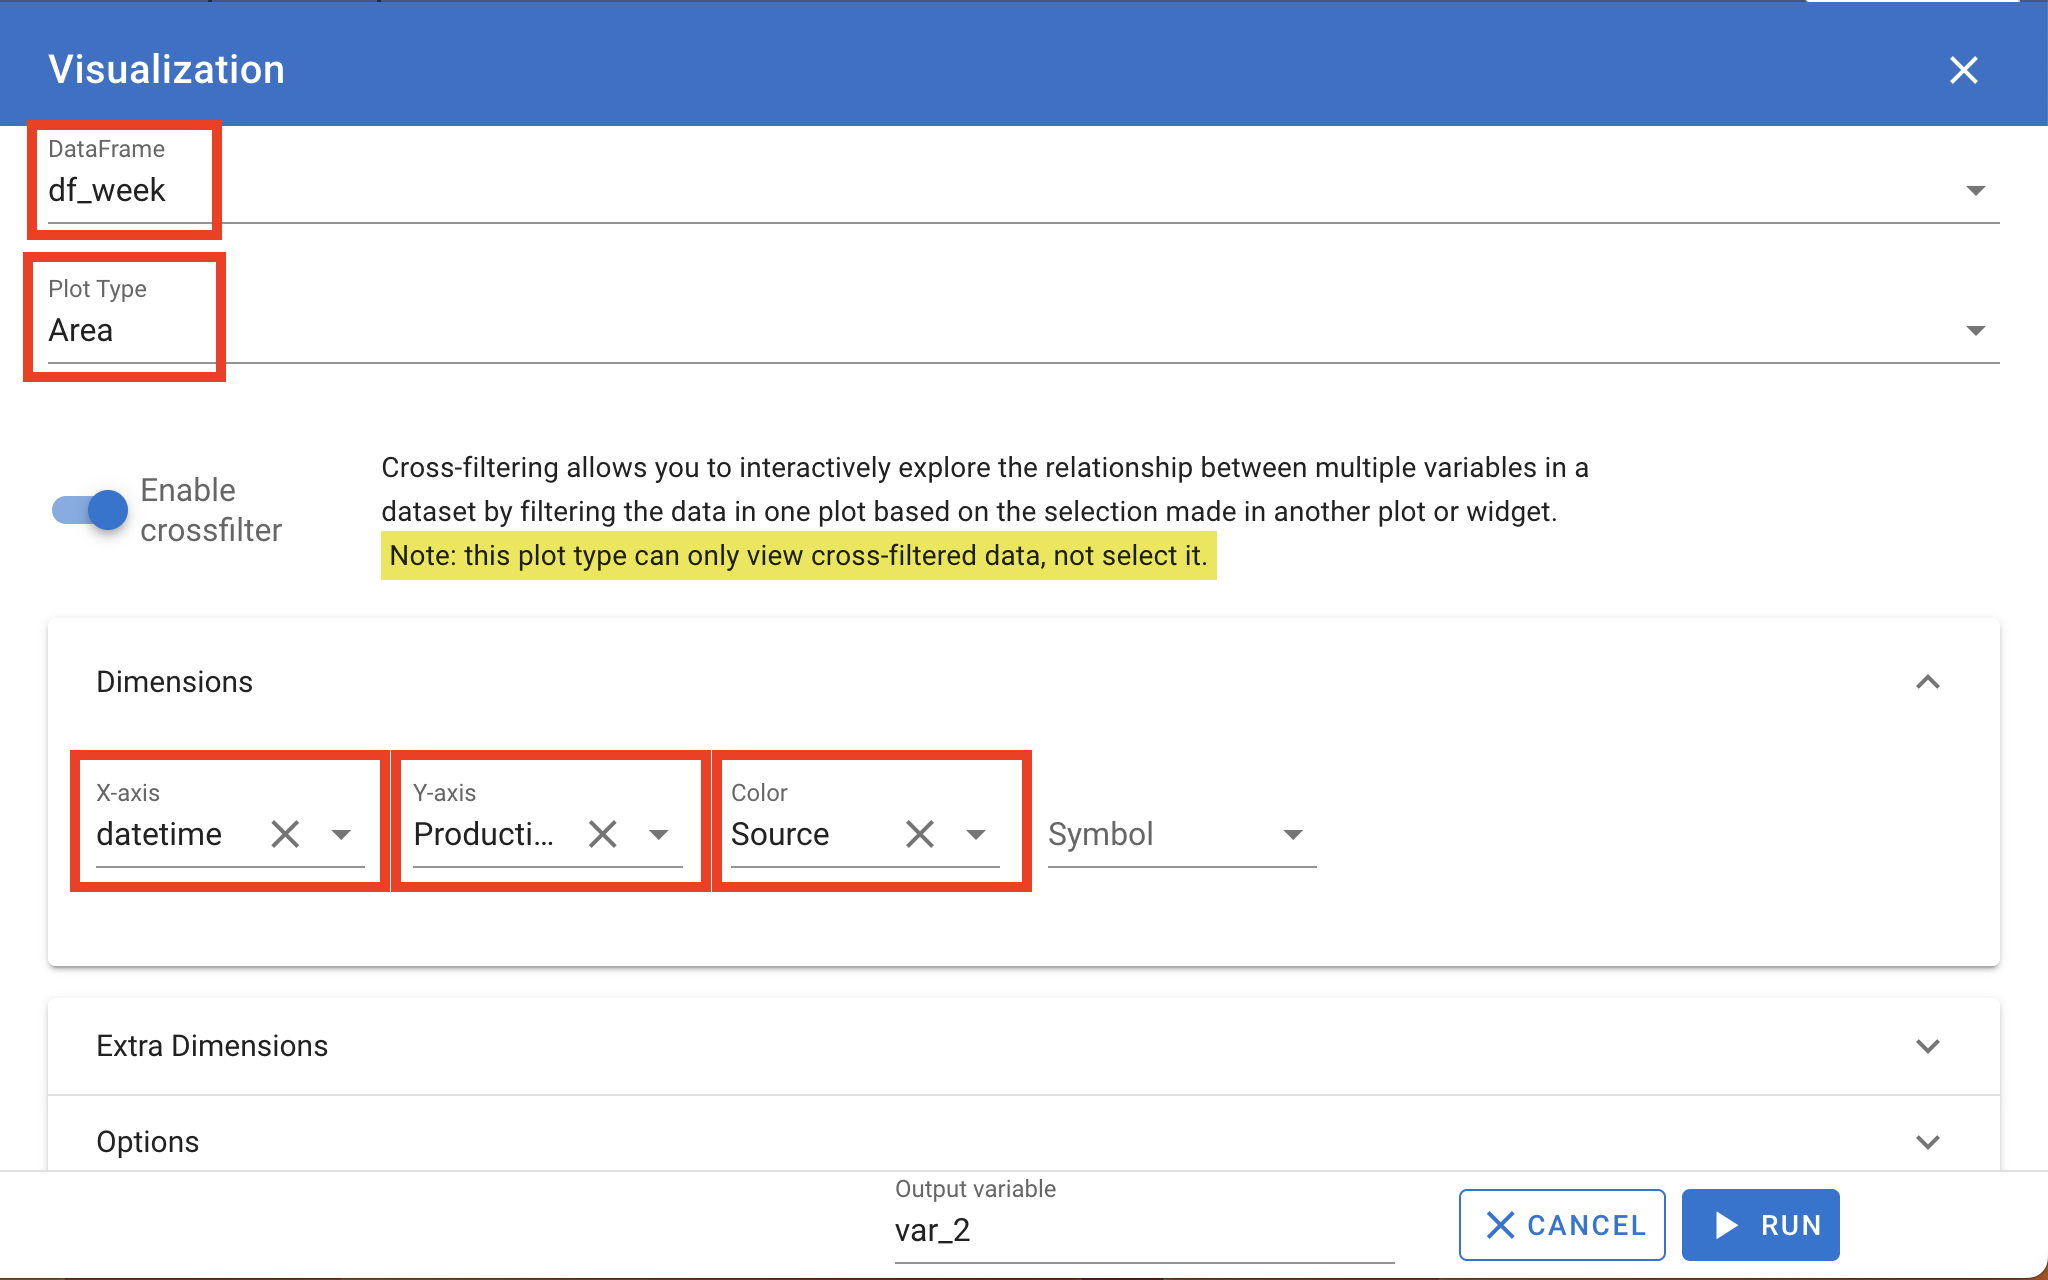 Visualization
DataFrame
df_week
Plot Type
Area
Enable
crossfilter
Cross-filtering allows you to interactively explore the relationship between multiple variables in a
dataset by filtering the data in one plot based on the selection made in another plot or widget.
Note: this plot type can only view cross-filtered data, not select it.
Dimensions
X-axis
datetime
Y-axis
Producti...
Color
Source
Symbol
Extra Dimensions
Options
Output variable
var_2
CANCEL
RUN